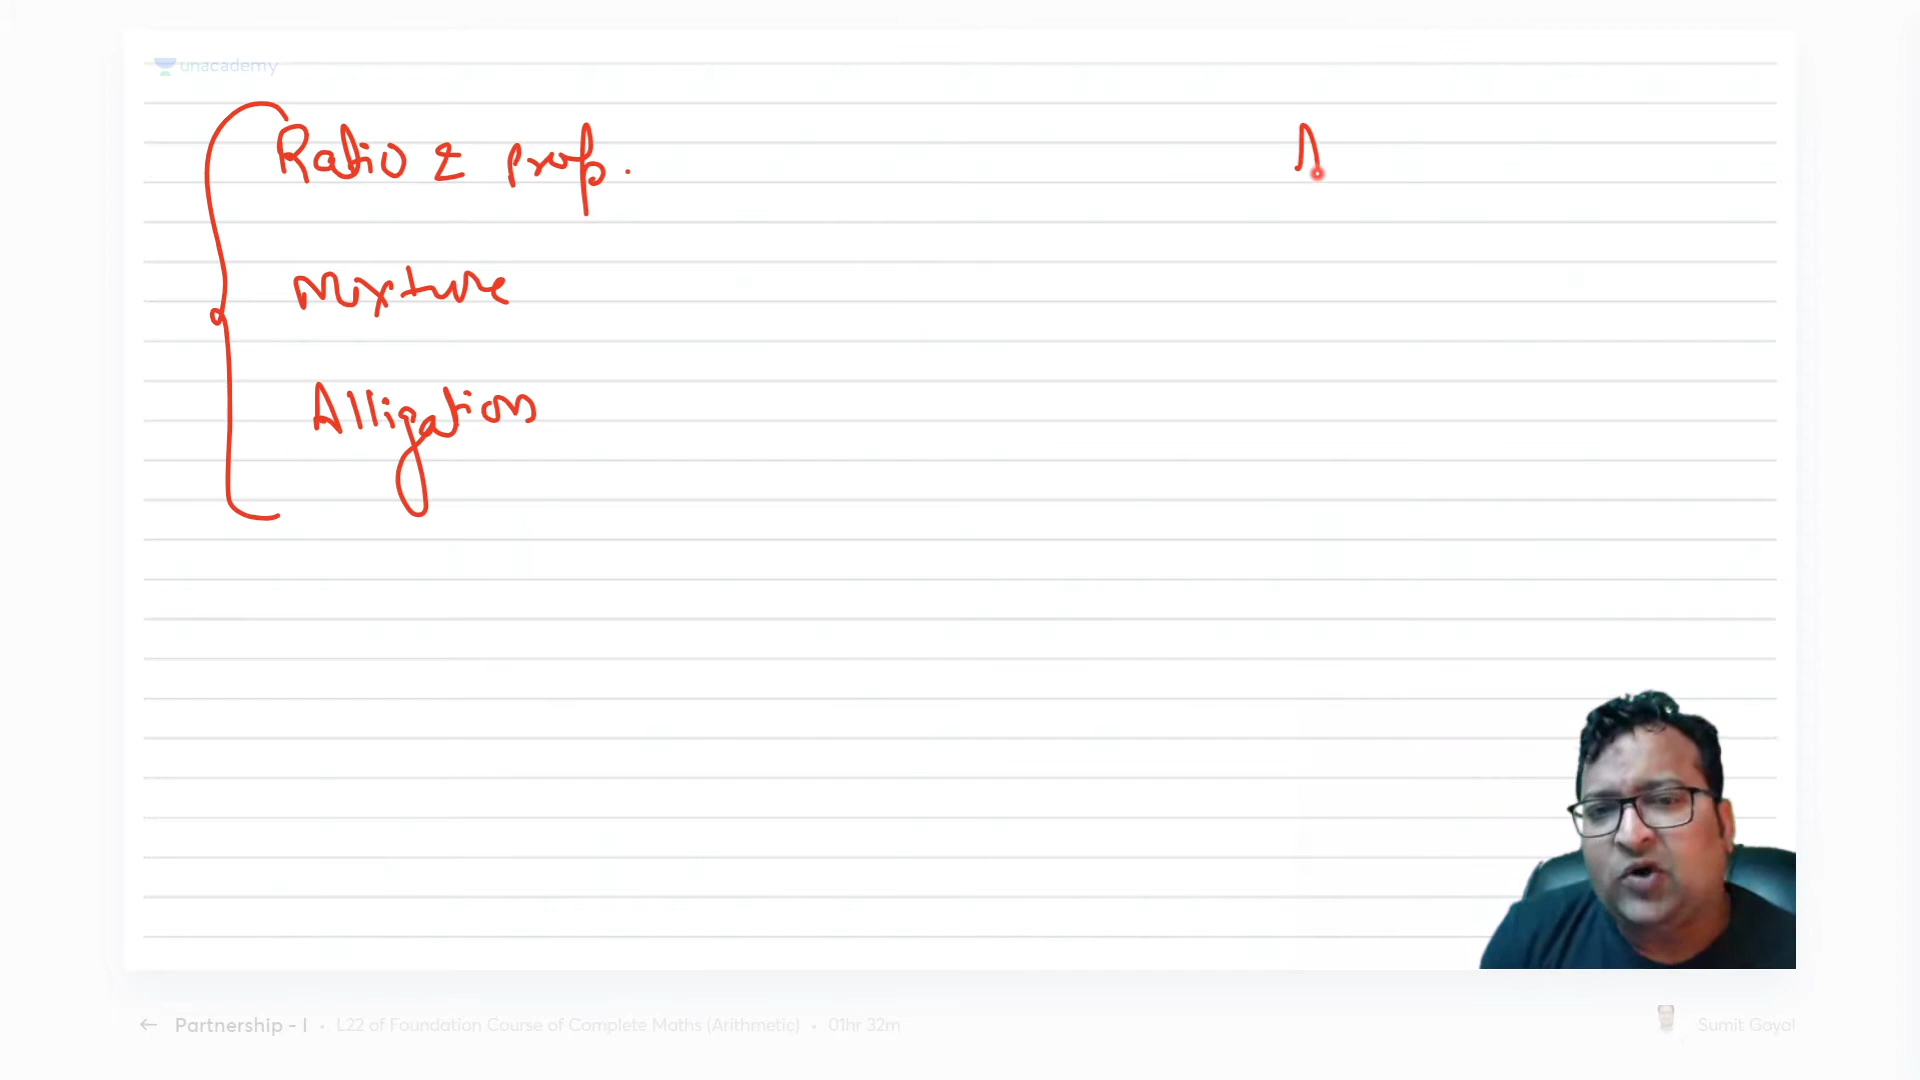 unacademy
Ratio & Prop.
Mixture
Alligation
← Partnership - I • L22 of Foundation Course of Complete Maths (Arithmetic) • 01hr 32m
Sumit Goyal